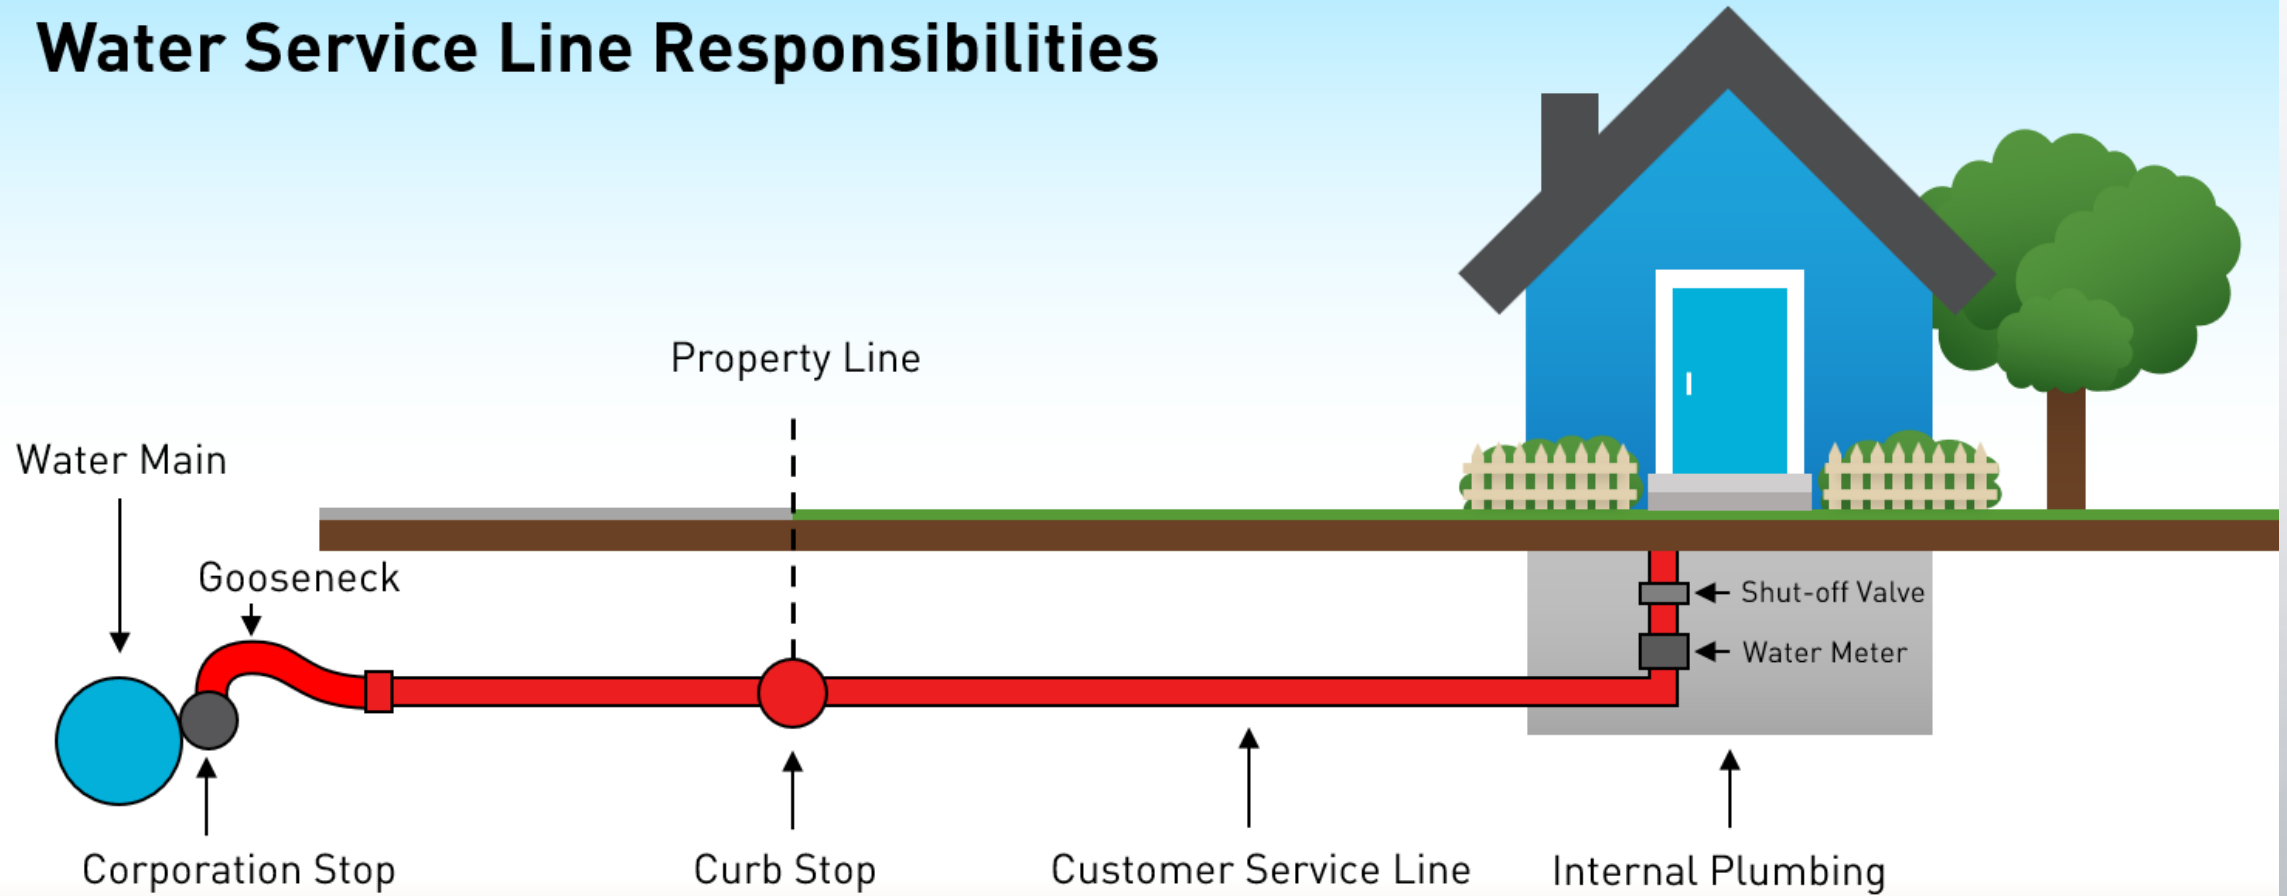 Water Service Line Responsibilities
Property Line
Water Main
Gooseneck
Shut-off Valve
Water Meter
Corporation Stop
Curb Stop
Customer Service Line
Internal Plumbing